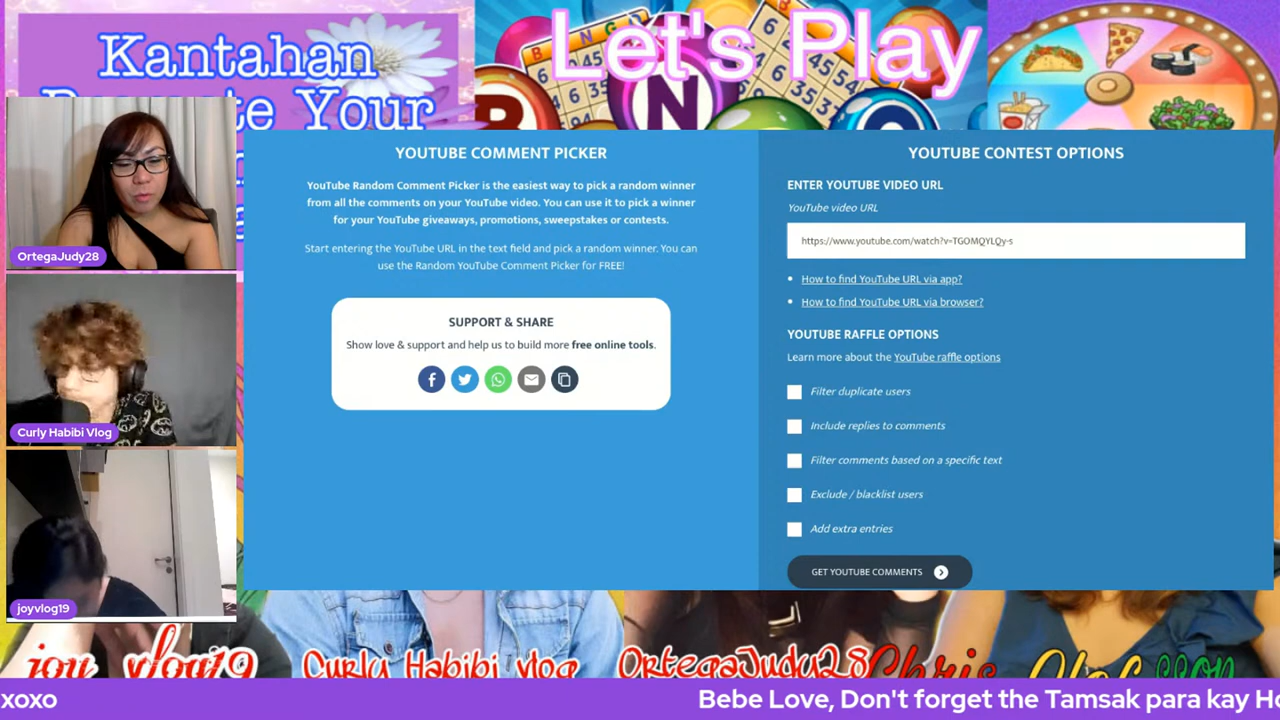 Kantahan
te Your
Let's Play
BINGO
N
OrtegaJudy28
Curly Habibi Vlog
joyvlog19
YOUTUBE COMMENT PICKER
YouTube Random Comment Picker is the easiest way to pick a random winner
from all the comments on your YouTube video. You can use it to pick a winner
for your YouTube giveaways, promotions, sweepstakes or contests.
Start entering the YouTube URL in the text field and pick a random winner. You can
use the Random YouTube Comment Picker for FREE!
SUPPORT & SHARE
Show love & support and help us to build more free online tools.
YOUTUBE CONTEST OPTIONS
ENTER YOUTUBE VIDEO URL
YouTube video URL
https://www.youtube.com/watch?v=TGOMQYLQy-s
How to find YouTube URL via app?
How to find YouTube URL via browser?
YOUTUBE RAFFLE OPTIONS
Learn more about the YouTube raffle options
Filter duplicate users
Include replies to comments
Filter comments based on a specific text
Exclude / blacklist users
Add extra entries
GET YOUTUBE COMMENTS
joy vlog19
Curly Habibi vlog
OrtegaJudy28
Chris
xoxo
Bebe Love, Don't forget the Tamsak para kay Ho